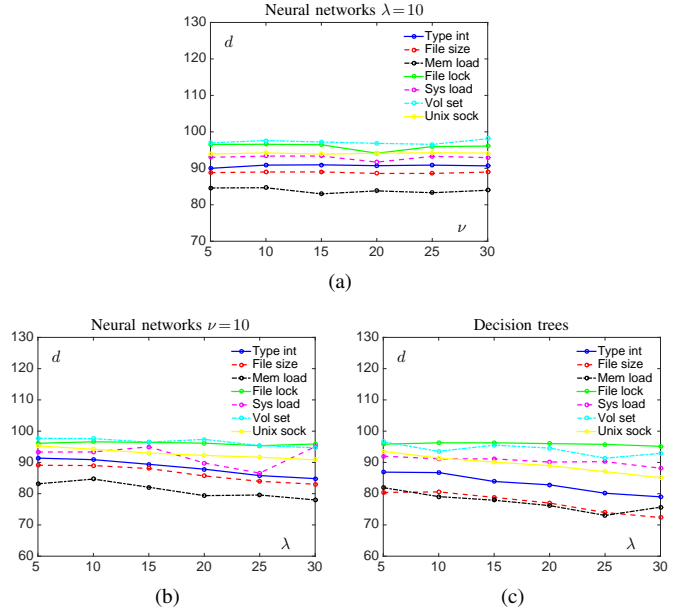 Neural networks λ=10
130
120
110
100
90
80
70
d
Type int
File size
Mem load
File lock
Sys load
Vol set
Unix sock
5 10 15 20 25 30
ν
(a)
Neural networks ν=10
130
120
110
100
90
80
70
60
d
Type int
File size
Mem load
File lock
Sys load
Vol set
Unix sock
5 10 15 20 25 30
λ
(b)
Decision trees
130
120
110
100
90
80
70
60
d
Type int
File size
Mem load
File lock
Sys load
Vol set
Unix sock
5 10 15 20 25 30
λ
(c)